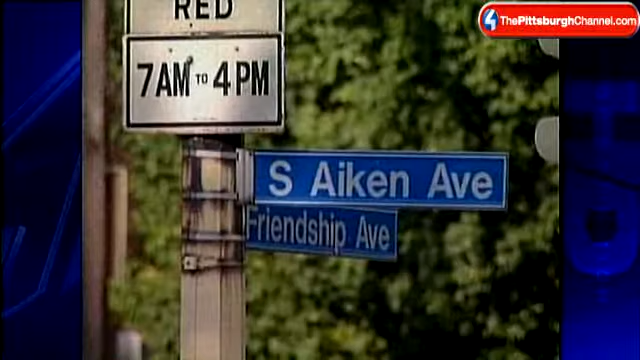 RED
4 ThePittsburghChannel.com
7AM TO 4PM
S Aiken Ave
Friendship Ave